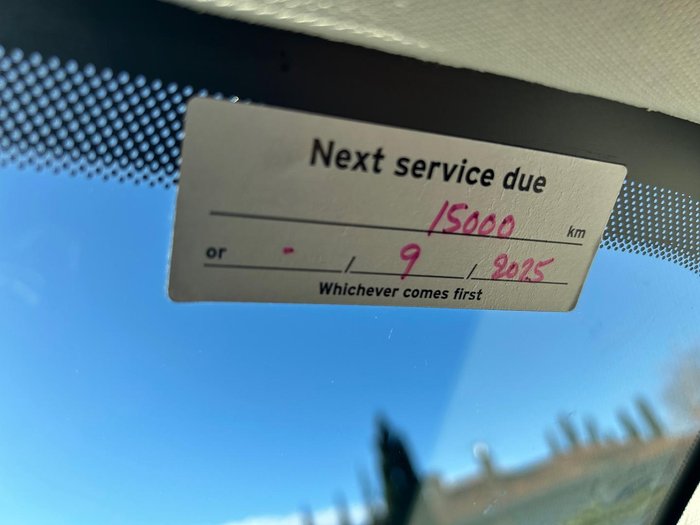 Next service due
15000 km
or - / 9 / 2025
Whichever comes first